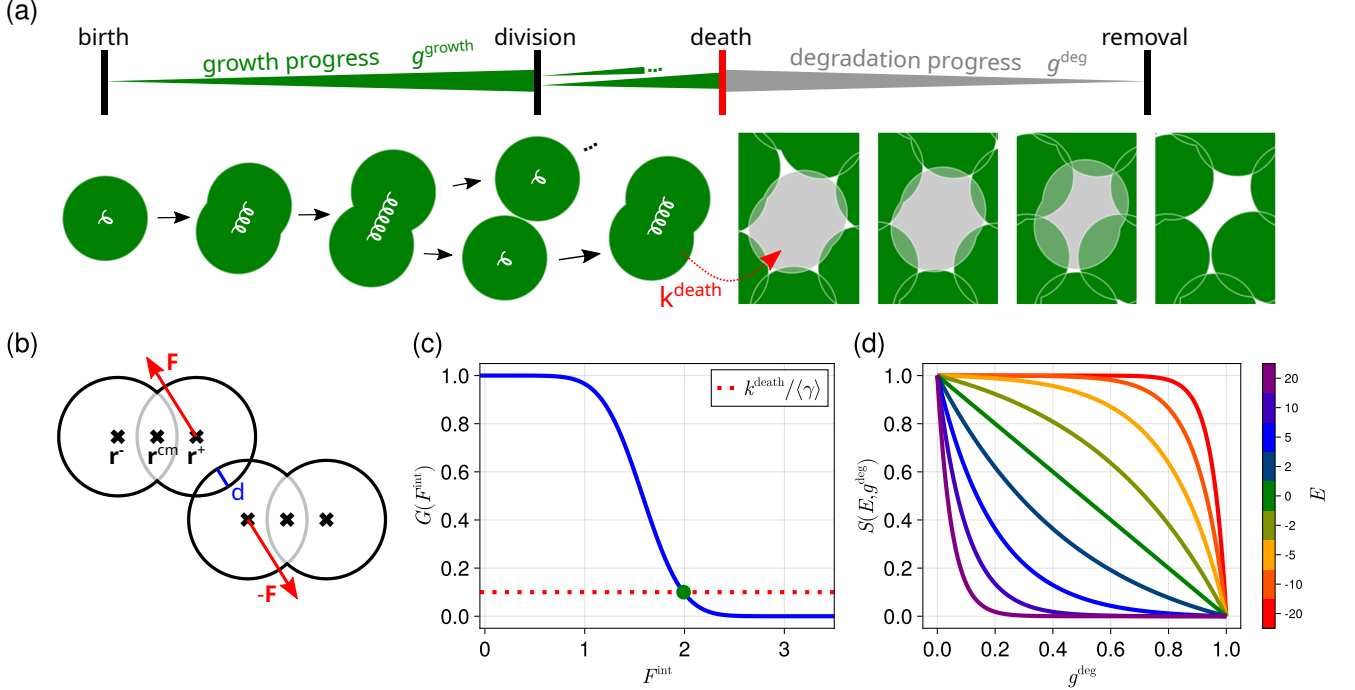 (a)
birth
division
death
removal
growth progress g^growth
degradation progress g^deg
...
...
k^death
(b)
F
r^-
r^cm
r^+
d
-F
(c)
1.0
0.8
0.6
0.4
0.2
0.0
G(F^int)
k^death/⟨γ⟩
0
1
2
3
F^int
(d)
1.0
0.8
0.6
0.4
0.2
0.0
S(E, g^deg)
0.0
0.2
0.4
0.6
0.8
1.0
g^deg
20
10
5
2
0
-2
-5
-10
-20
E